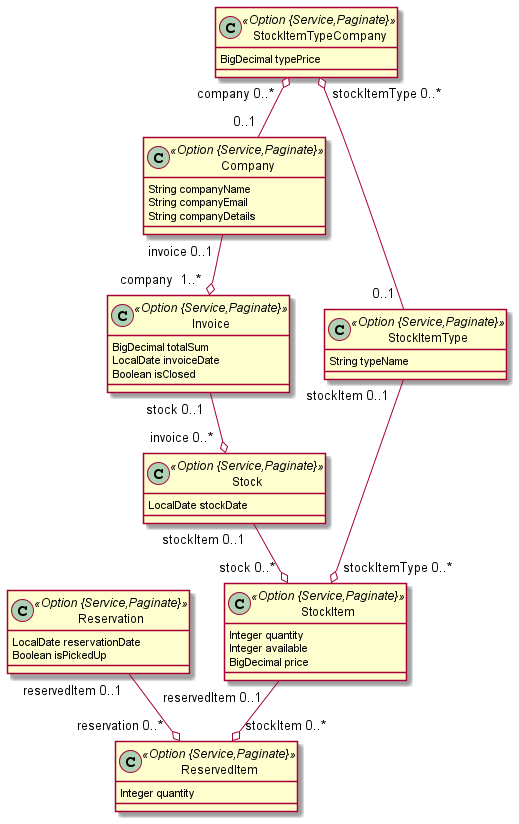 C
«Option {Service,Paginate}»
StockItemTypeCompany
BigDecimal typePrice
company 0..*
stockItemType 0..*
0..1
C
«Option {Service,Paginate}»
Company
String companyName
String companyEmail
String companyDetails
invoice 0..1
company 1..*
0..1
C
«Option {Service,Paginate}»
Invoice
BigDecimal totalSum
LocalDate invoiceDate
Boolean isClosed
C
«Option {Service,Paginate}»
StockItemType
String typeName
stock 0..1
stockItem 0..1
invoice 0..*
C
«Option {Service,Paginate}»
Stock
LocalDate stockDate
stockItem 0..1
stock 0..*
stockItemType 0..*
C
«Option {Service,Paginate}»
Reservation
LocalDate reservationDate
Boolean isPickedUp
C
«Option {Service,Paginate}»
StockItem
Integer quantity
Integer available
BigDecimal price
reservedItem 0..1
reservedItem 0..1
reservation 0..*
stockItem 0..*
C
«Option {Service,Paginate}»
ReservedItem
Integer quantity